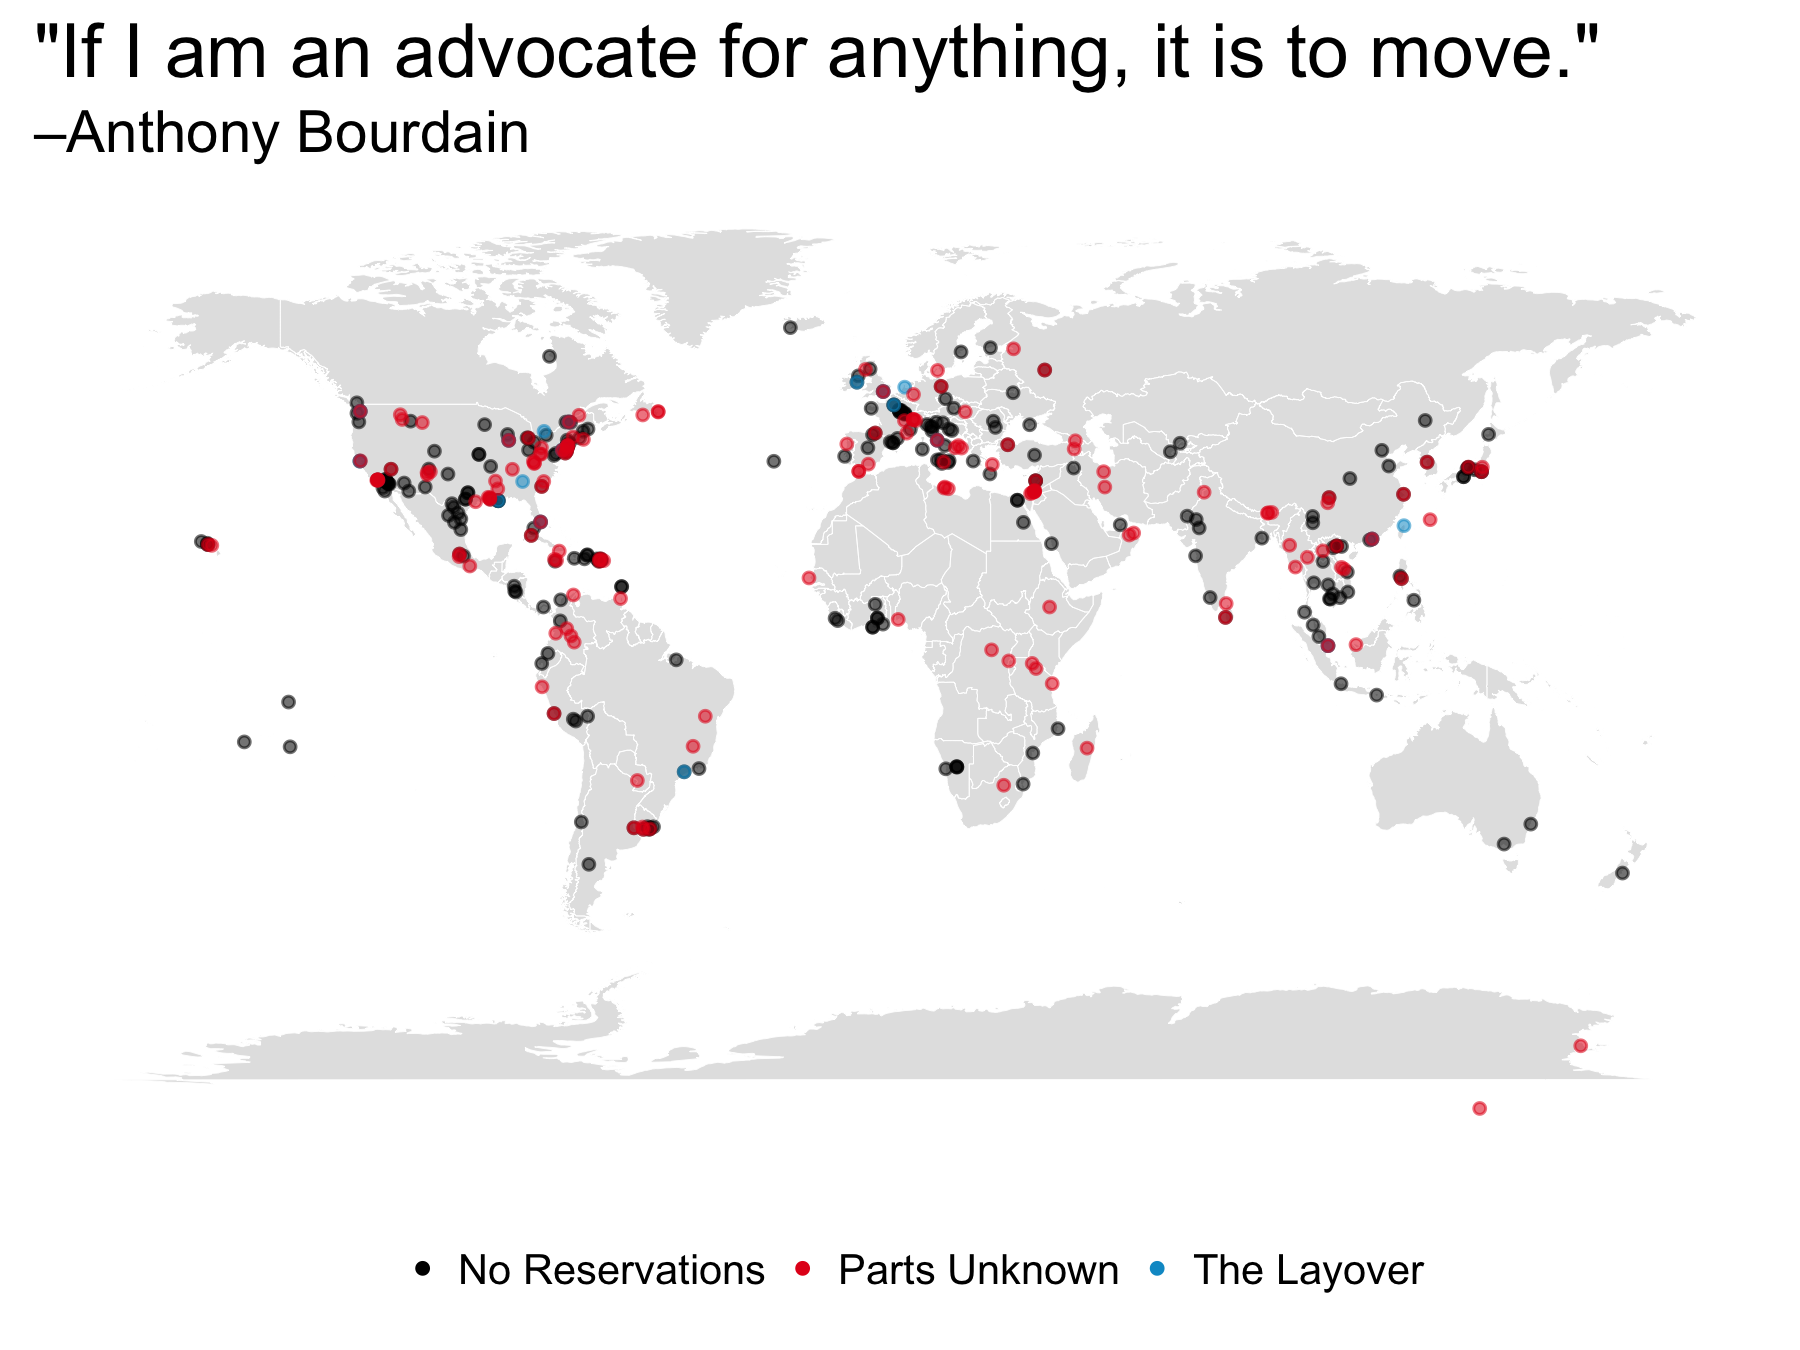 "If I am an advocate for anything, it is to move."
–Anthony Bourdain
No Reservations Parts Unknown The Layover